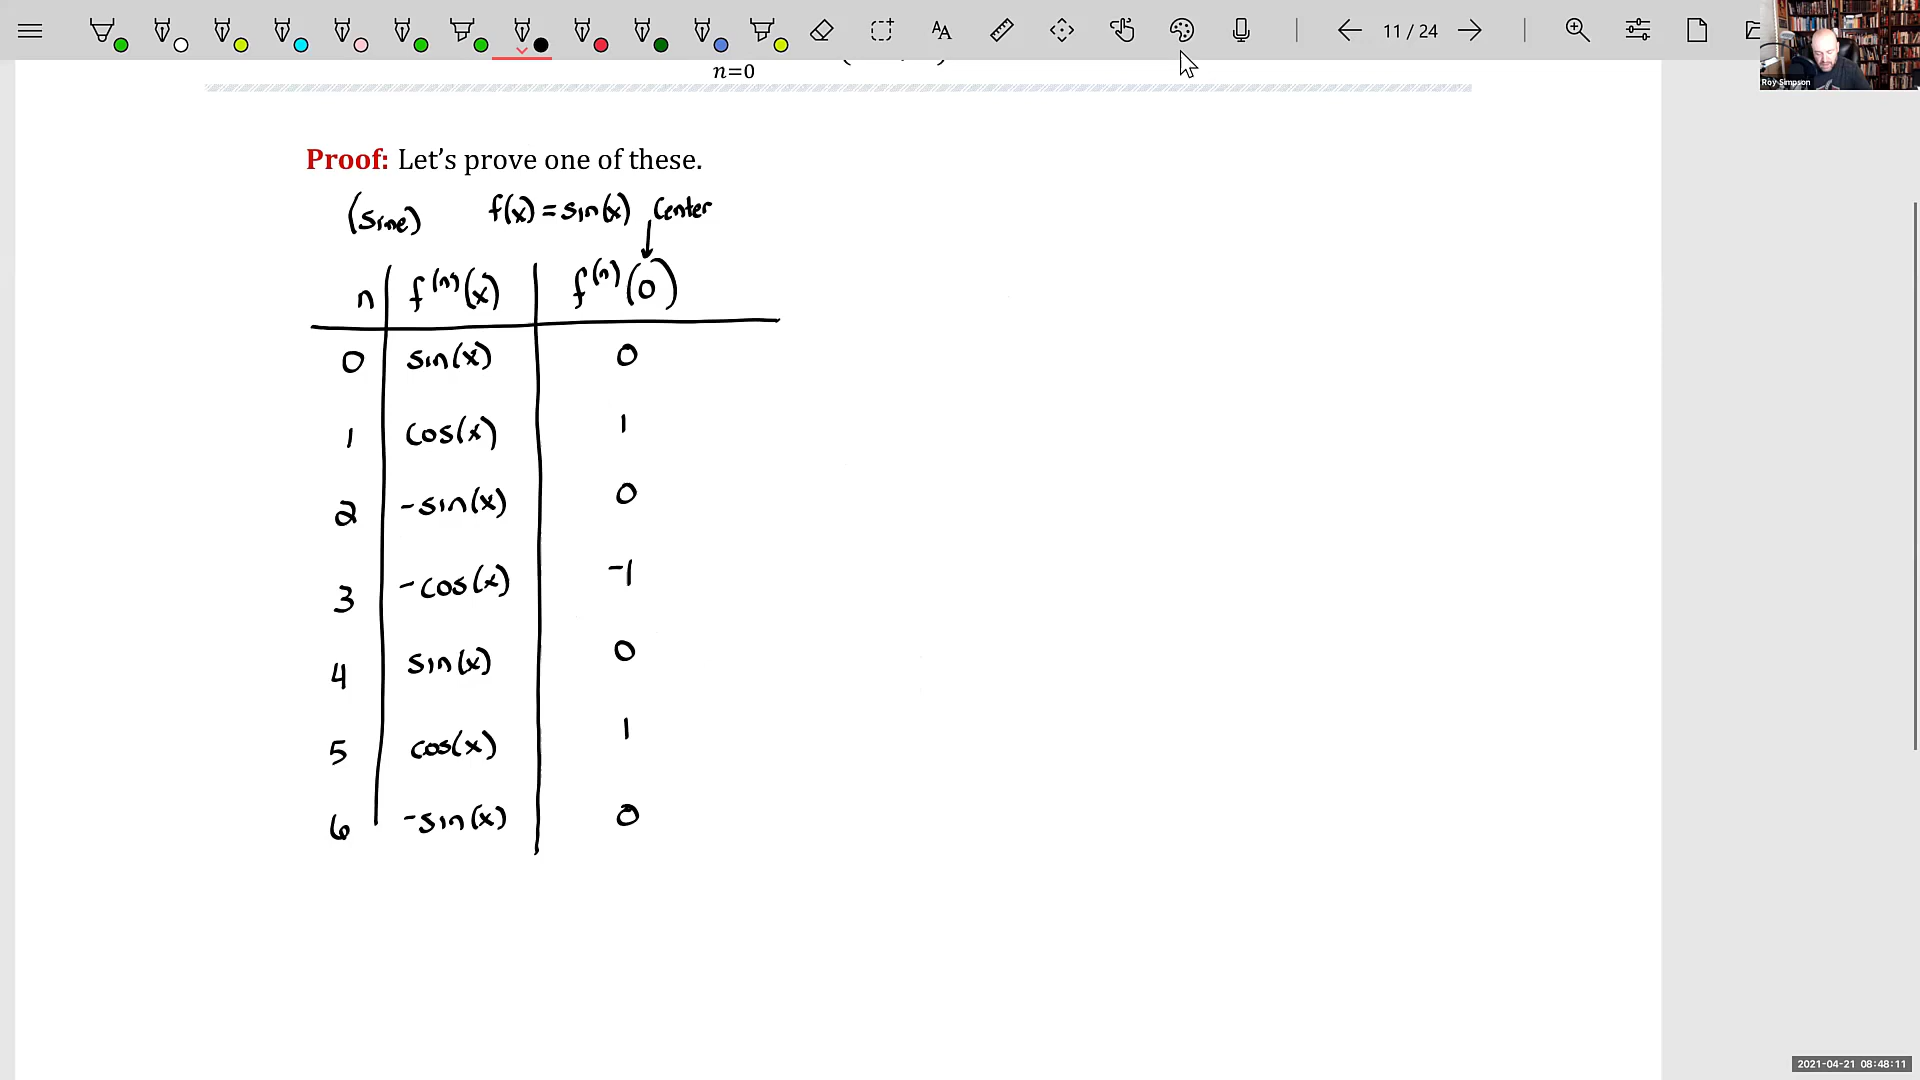 11 / 24
Roy Simpson
n=0
Proof: Let's prove one of these.
(Sine) f(x) = sin(x) Center
n f⁽ⁿ⁾(x) f⁽ⁿ⁾(0)
0 sin(x) 0
1 cos(x) 1
2 -sin(x) 0
3 -cos(x) -1
4 sin(x) 0
5 cos(x) 1
6 -sin(x) 0
2021-04-21 08:48:11